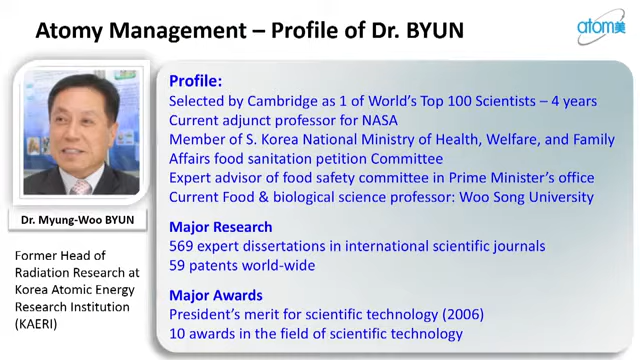 Atomy Management – Profile of Dr. BYUN
atom美
Profile:
Selected by Cambridge as 1 of World's Top 100 Scientists – 4 years
Current adjunct professor for NASA
Member of S. Korea National Ministry of Health, Welfare, and Family
Affairs food sanitation petition Committee
Expert advisor of food safety committee in Prime Minister's office
Current Food & biological science professor: Woo Song University
Major Research
569 expert dissertations in international scientific journals
59 patents world-wide
Major Awards
President's merit for scientific technology (2006)
10 awards in the field of scientific technology
Dr. Myung-Woo BYUN
Former Head of
Radiation Research at
Korea Atomic Energy
Research Institution
(KAERI)